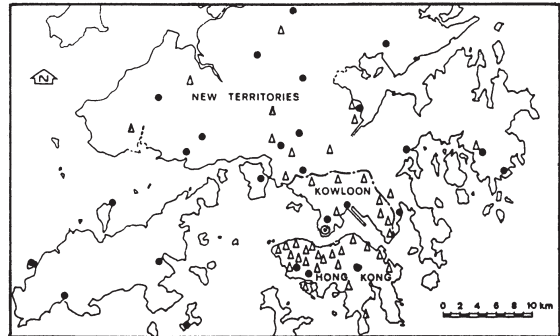 N
NEW TERRITORIES
KOWLOON
HONG KONG
0 2 4 6 8 10 km